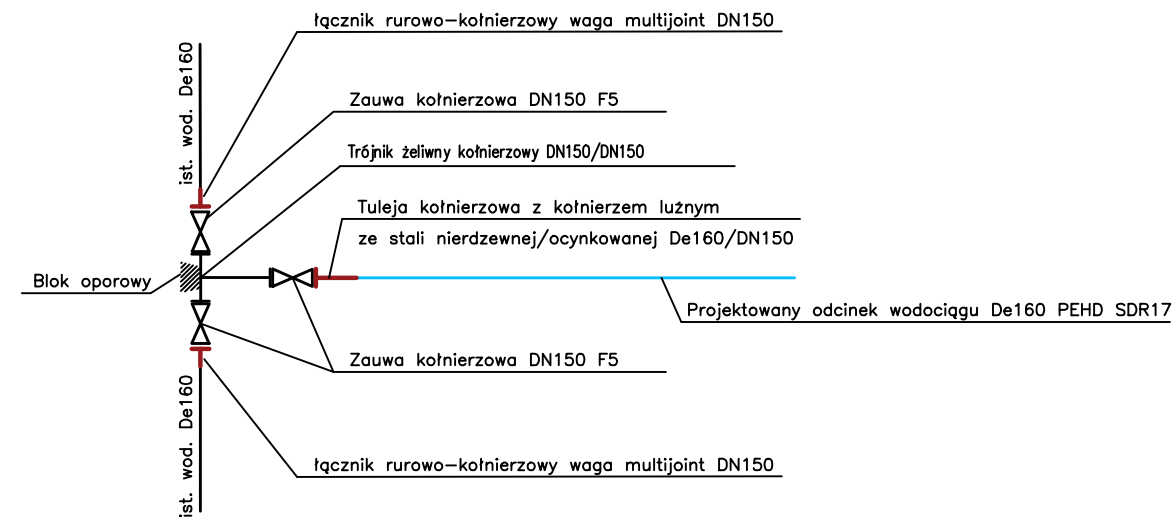 łącznik rurowo-kołnierzowy waga multijoint DN150
ist. wod. De160
Zauwa kołnierzowa DN150 F5
Trójnik żeliwny kołnierzowy DN150/DN150
Tuleja kołnierzowa z kołnierzem luźnym
ze stali nierdzewnej/ocynkowanej De160/DN150
Blok oporowy
Projektowany odcinek wodociągu De160 PEHD SDR17
Zauwa kołnierzowa DN150 F5
ist. wod. De160
łącznik rurowo-kołnierzowy waga multijoint DN150